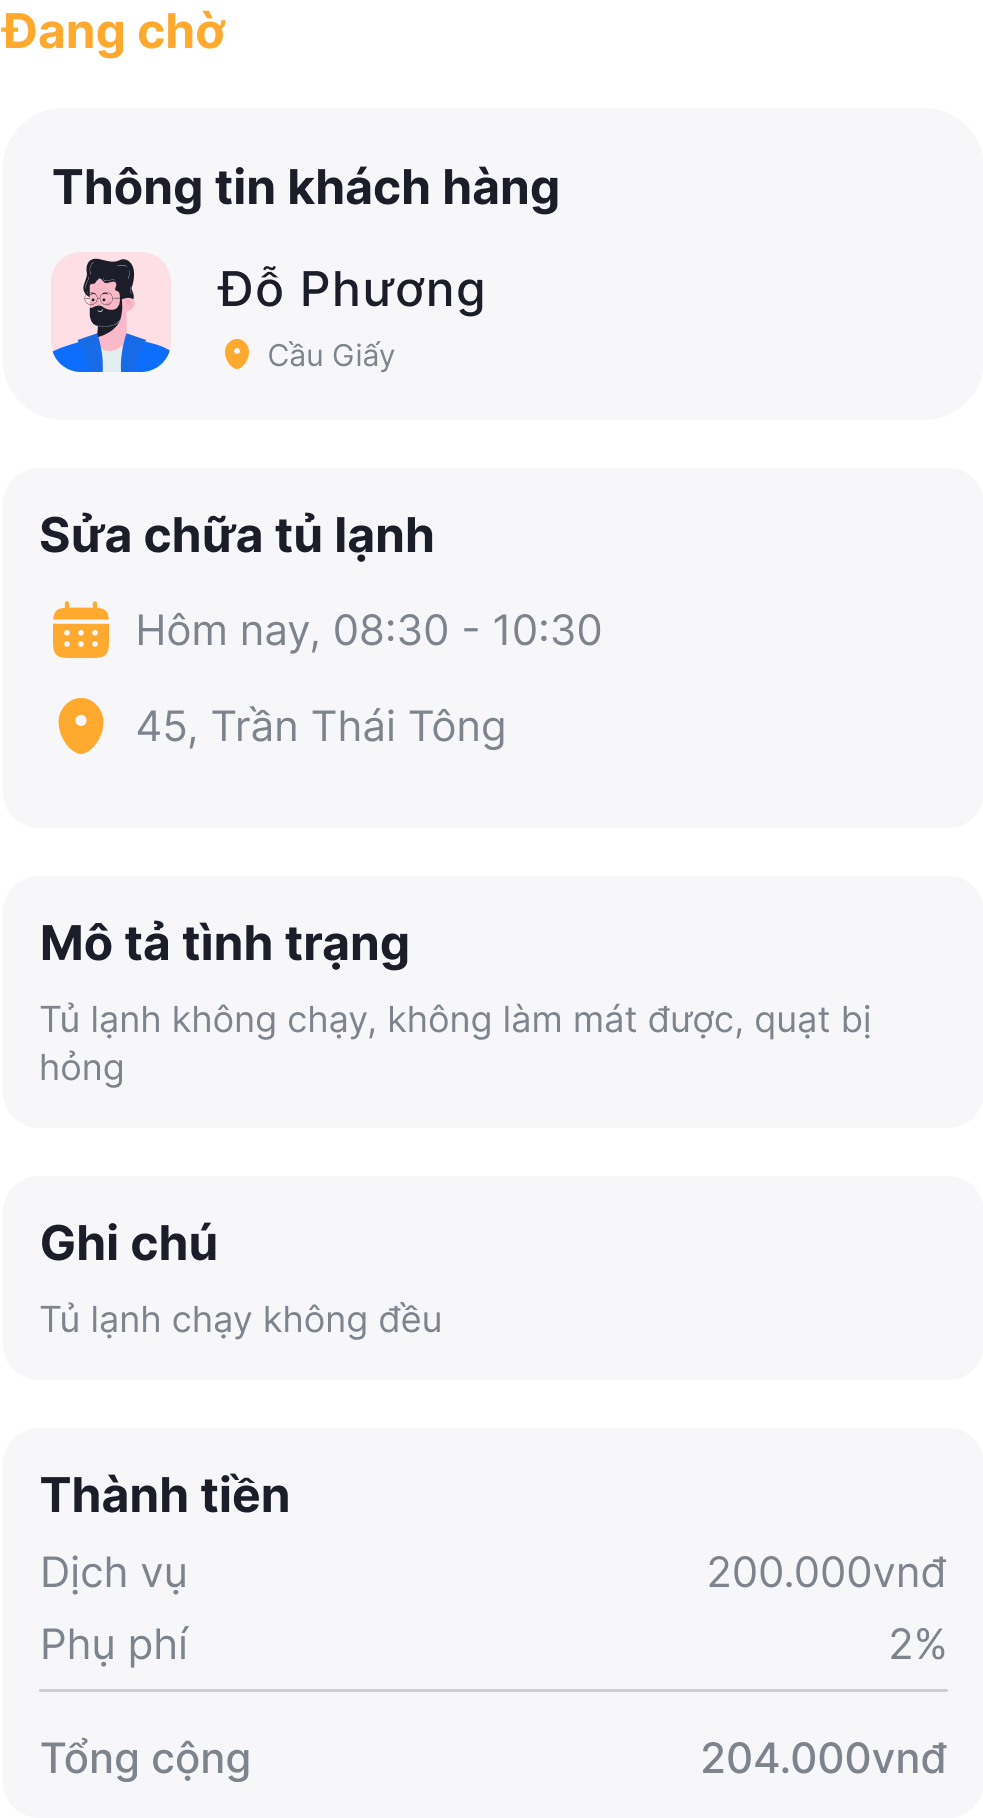 Đang chờ
Thông tin khách hàng
Đỗ Phương
Cầu Giấy
Sửa chữa tủ lạnh
Hôm nay, 08:30 - 10:30
45, Trần Thái Tông
Mô tả tình trạng
Tủ lạnh không chạy, không làm mát được, quạt bị
hỏng
Ghi chú
Tủ lạnh chạy không đều
Thành tiền
Dịch vụ 200.000vnđ
Phụ phí 2%
Tổng cộng 204.000vnđ